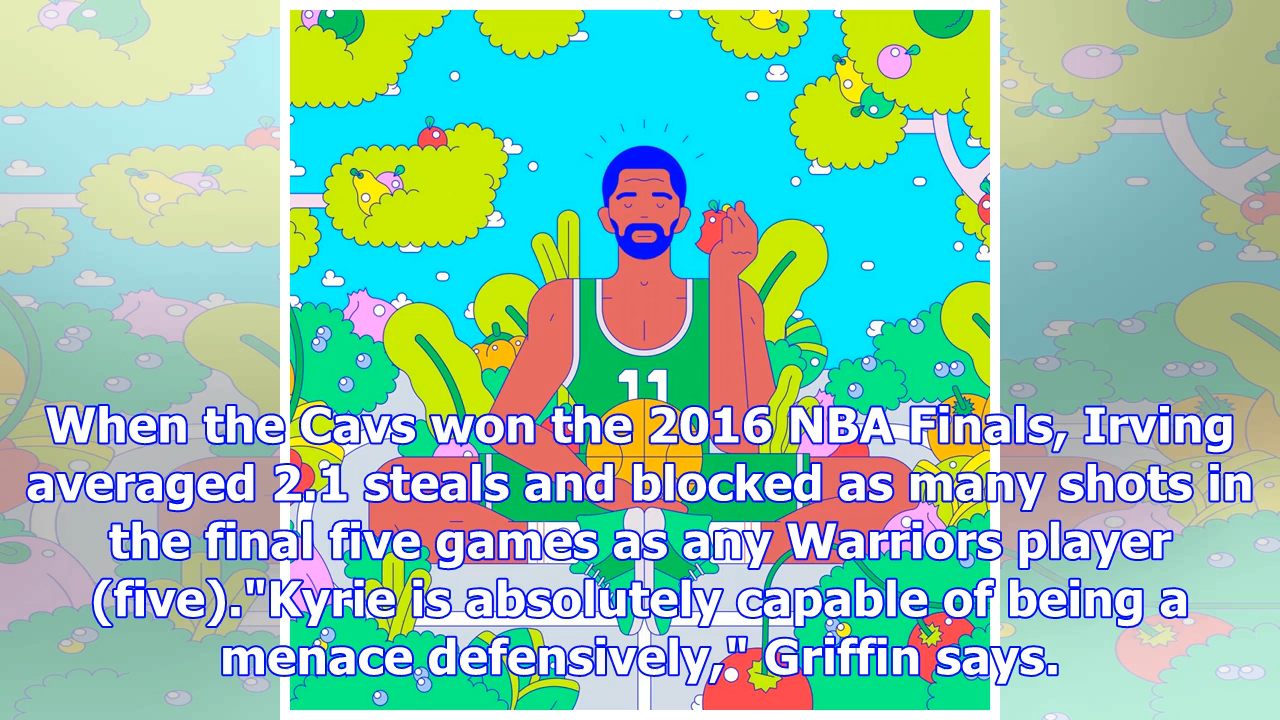 11
When the Cavs won the 2016 NBA Finals, Irving
averaged 2.1 steals and blocked as many shots in
the final five games as any Warriors player
(five)."Kyrie is absolutely capable of being a
menace defensively," Griffin says.